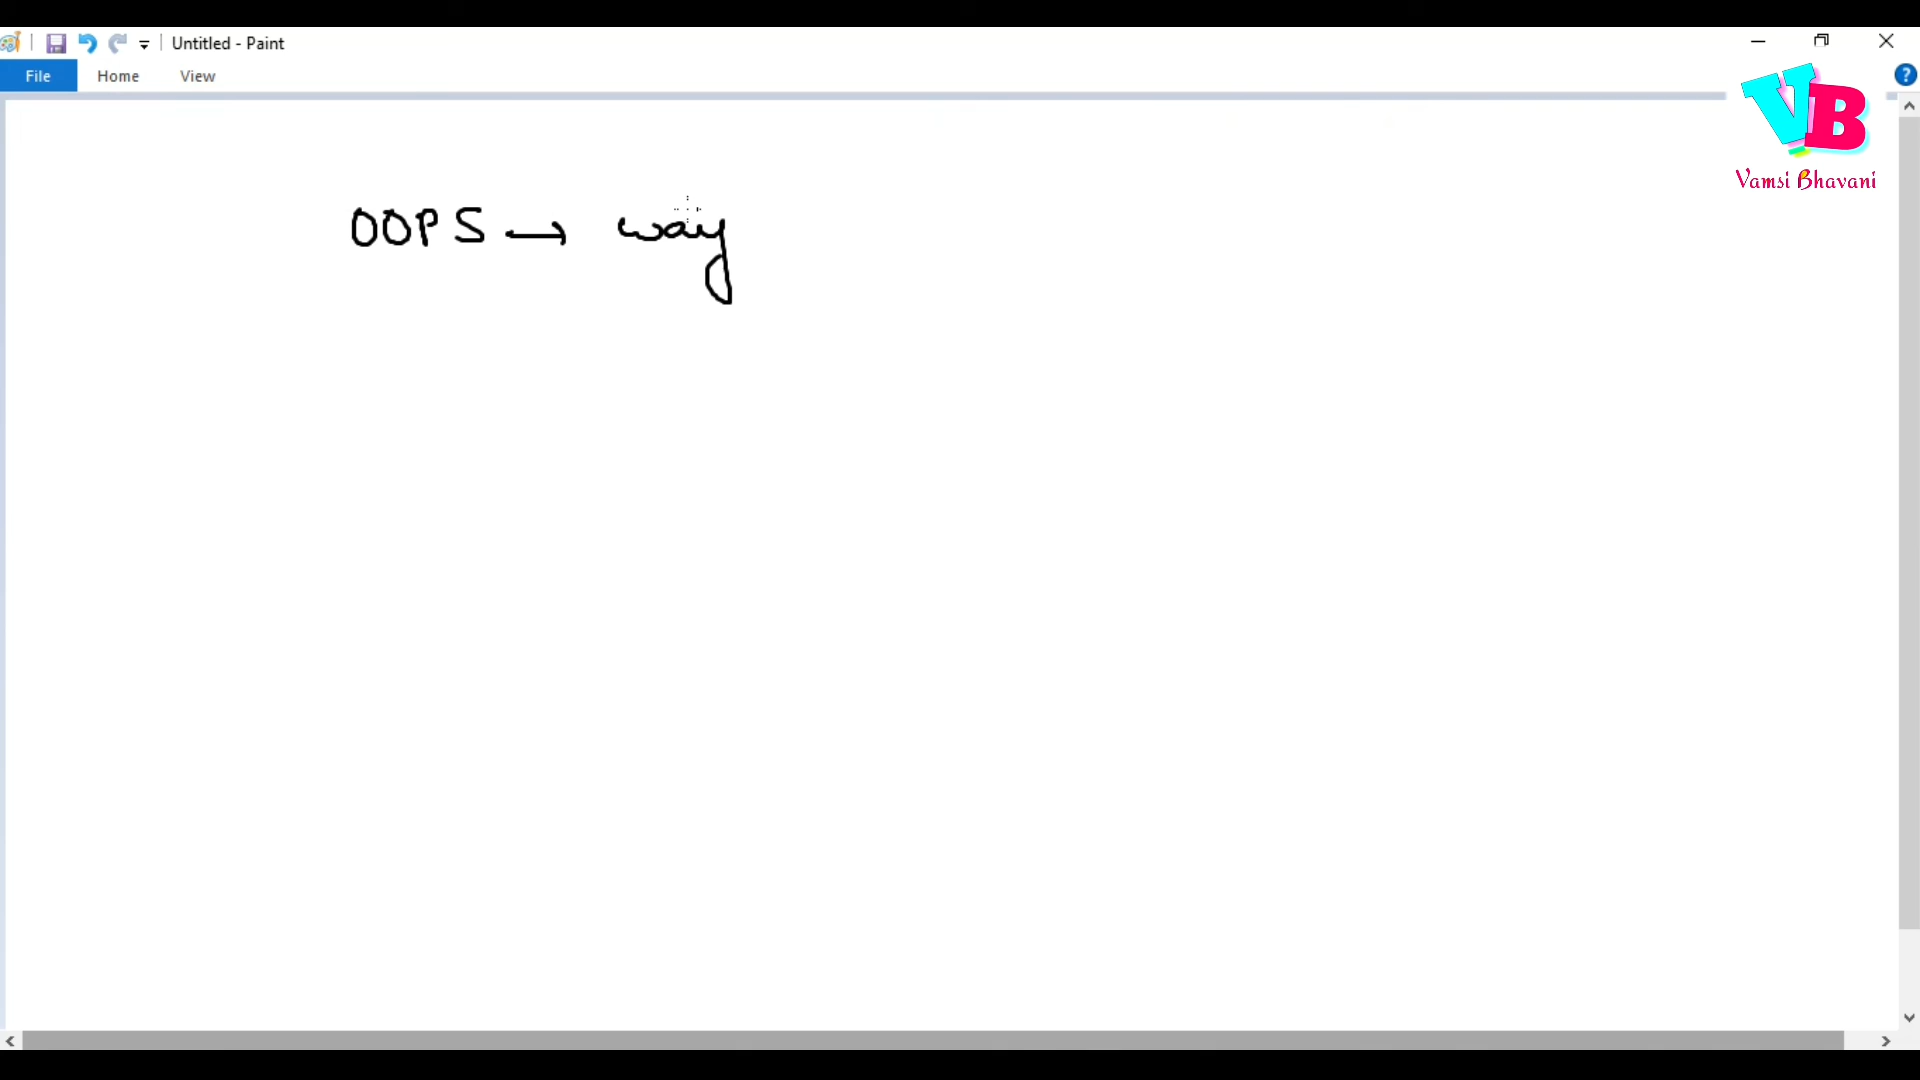 Untitled - Paint
File Home View
?
VB
Vamsi Bhavani
OOPS → way